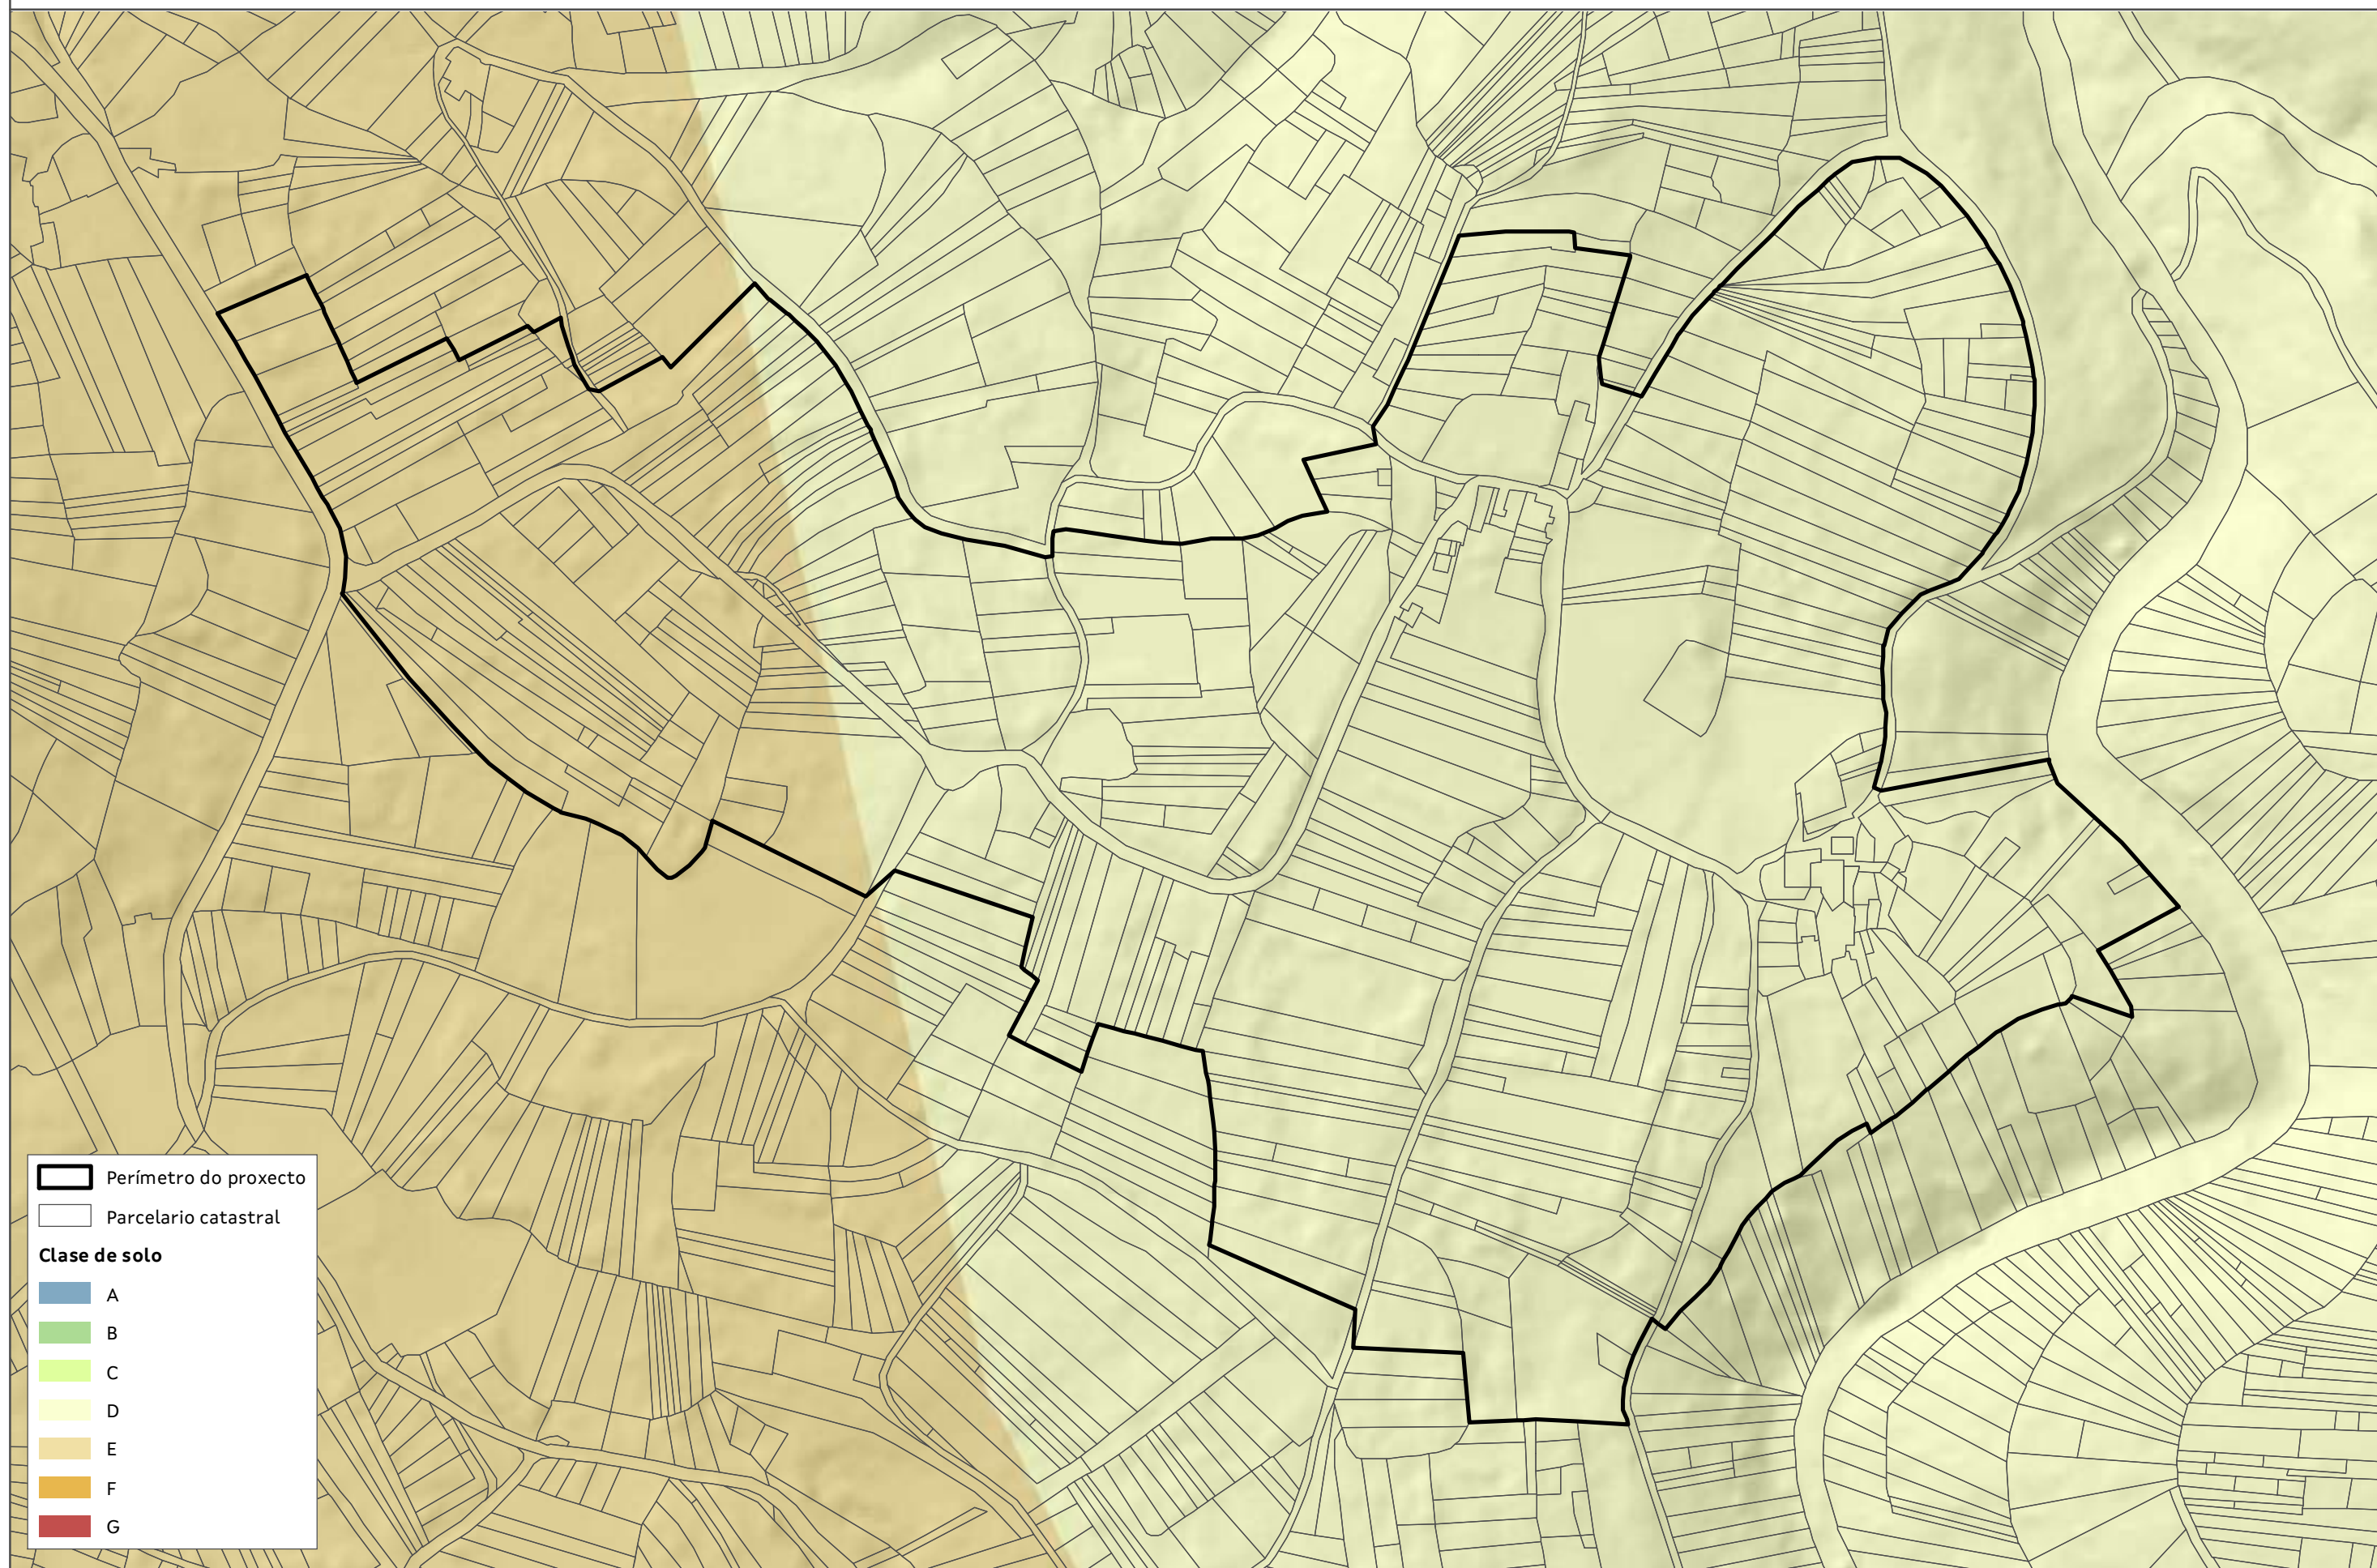 Perímetro do proxecto
Parcelario catastral
Clase de solo
A
B
C
D
E
F
G